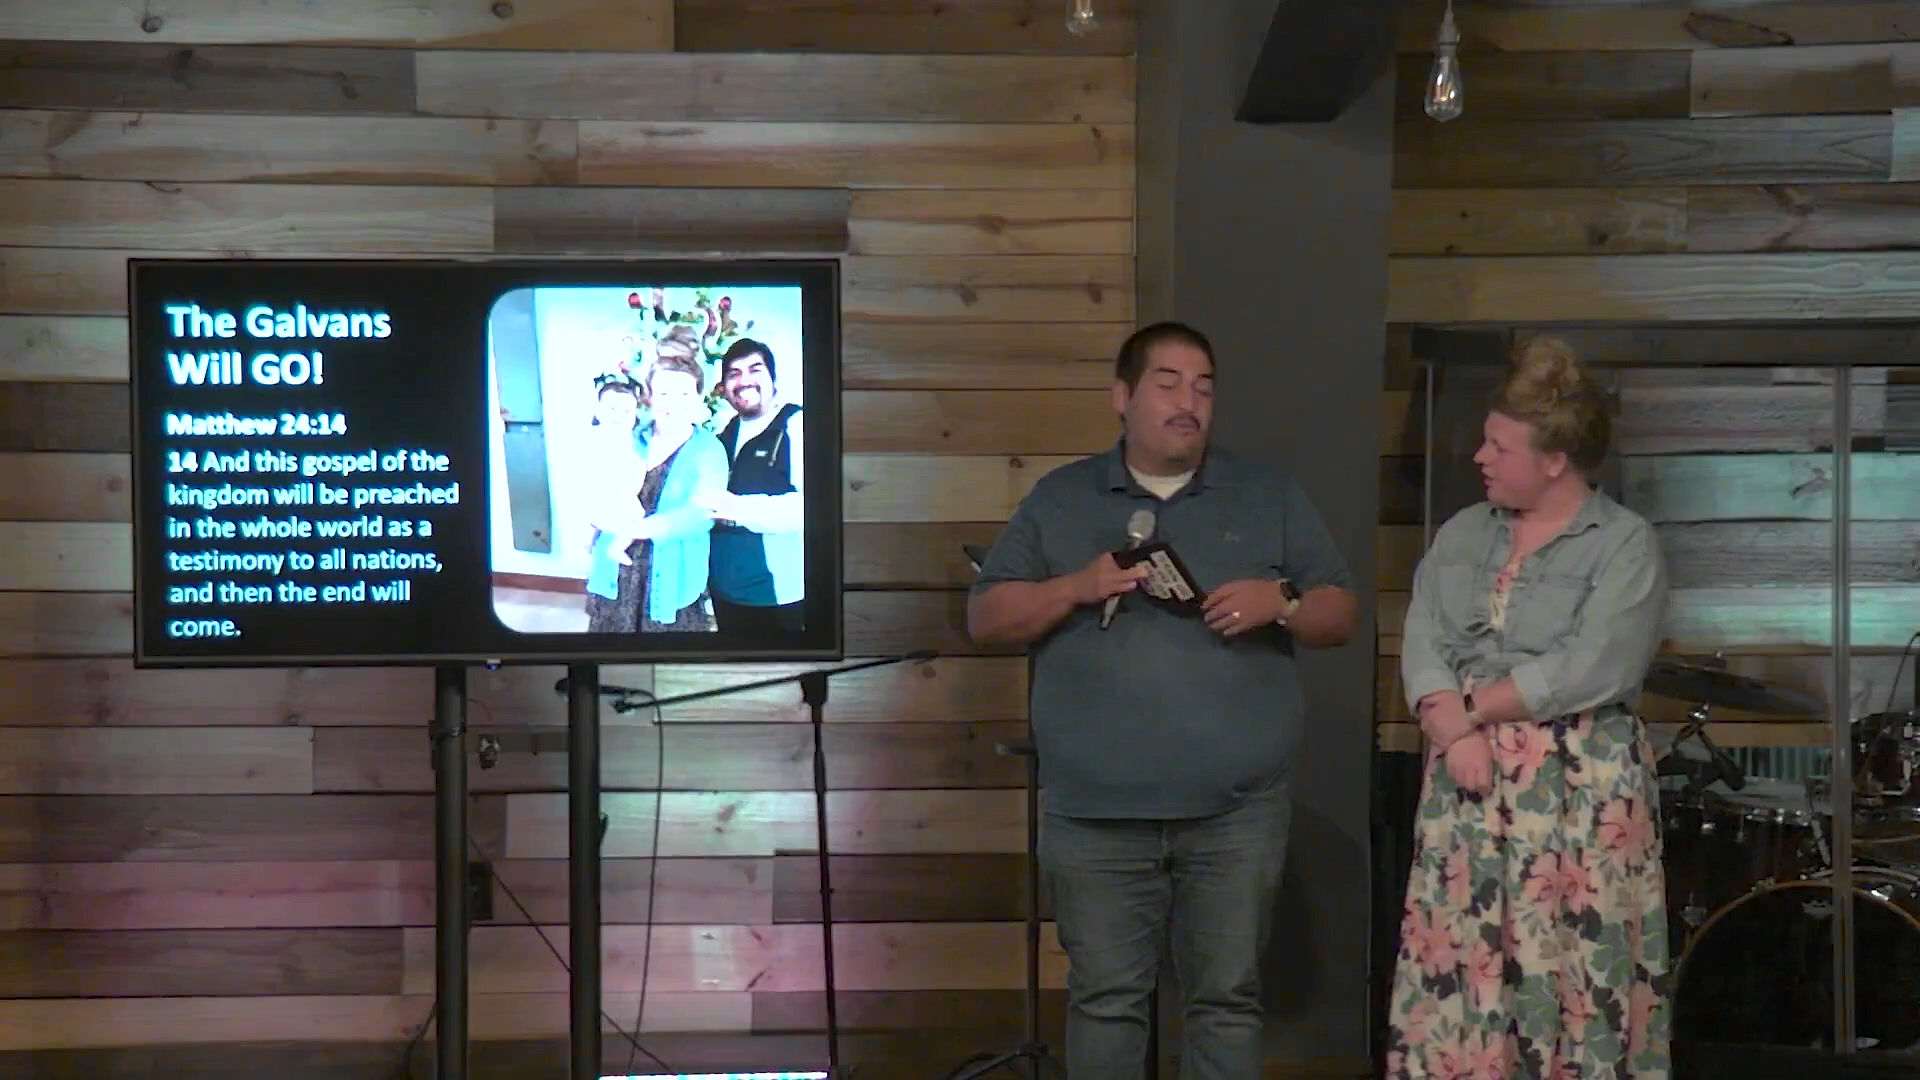 The Galvans
Will GO!
Matthew 24:14
14 And this gospel of the
kingdom will be preached
in the whole world as a
testimony to all nations,
and then the end will
come.